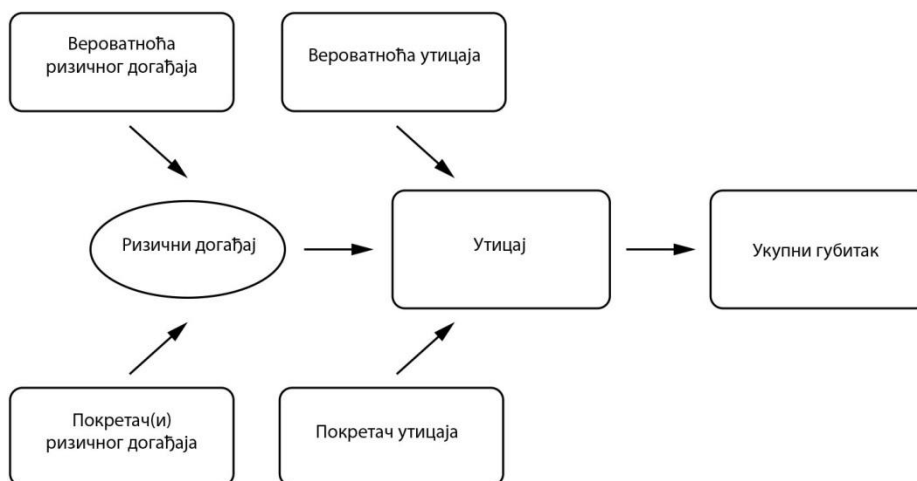 Вероватноћа
ризичног догађаја
Вероватноћа утицаја
Ризични догађај
Утицај
Укупни губитак
Покретач(и)
ризичног догађаја
Покретач утицаја